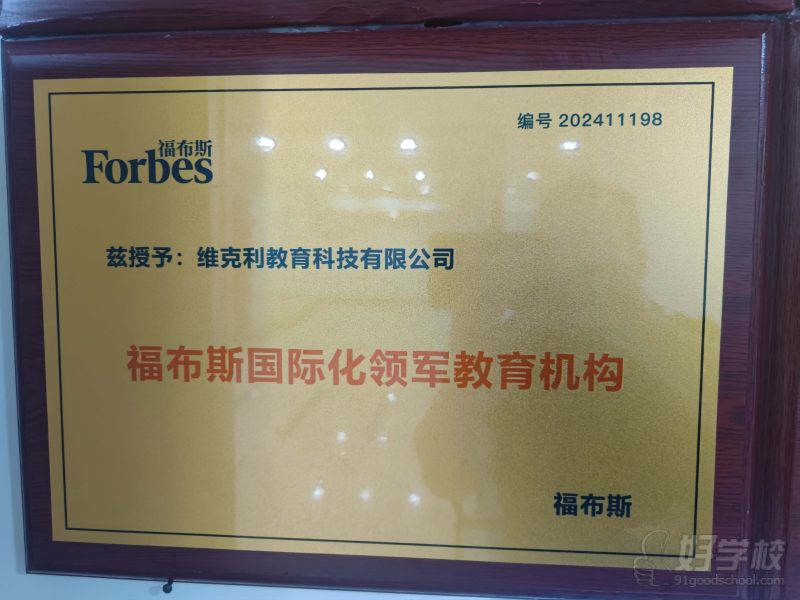 编号 202411198
福布斯
Forbes
兹授予：维克利教育科技有限公司
福布斯国际化领军教育机构
福布斯
好学校
91goodschool.com